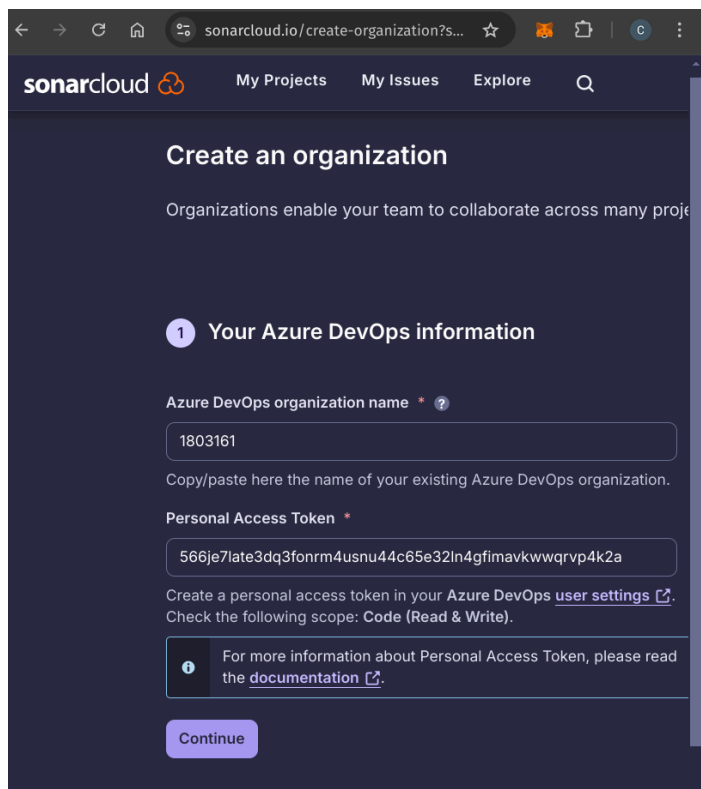 sonarcloud.io/create-organization?s...
C
sonarcloud My Projects My Issues Explore
Create an organization
Organizations enable your team to collaborate across many proje
1 Your Azure DevOps information
Azure DevOps organization name * ?
1803161
Copy/paste here the name of your existing Azure DevOps organization.
Personal Access Token *
566je7late3dq3fonrm4usnu44c65e32ln4gfimavkwwqrvp4k2a
Create a personal access token in your Azure DevOps user settings.
Check the following scope: Code (Read & Write).
For more information about Personal Access Token, please read
the documentation.
Continue